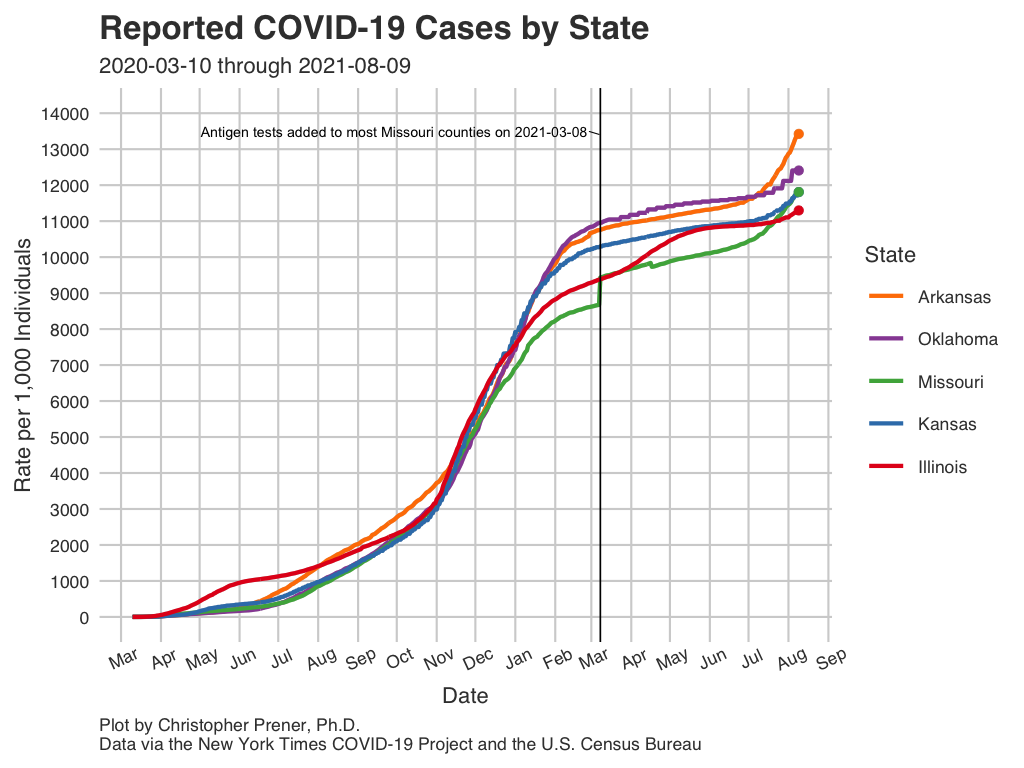 Reported COVID-19 Cases by State
2020-03-10 through 2021-08-09
Rate per 1,000 Individuals
14000
13000
12000
11000
10000
9000
8000
7000
6000
5000
4000
3000
2000
1000
0
Antigen tests added to most Missouri counties on 2021-03-08
Mar Apr May Jun Jul Aug Sep Oct Nov Dec Jan Feb Mar Apr May Jun Jul Aug Sep
Date
State
Arkansas
Oklahoma
Missouri
Kansas
Illinois
Plot by Christopher Prener, Ph.D.
Data via the New York Times COVID-19 Project and the U.S. Census Bureau